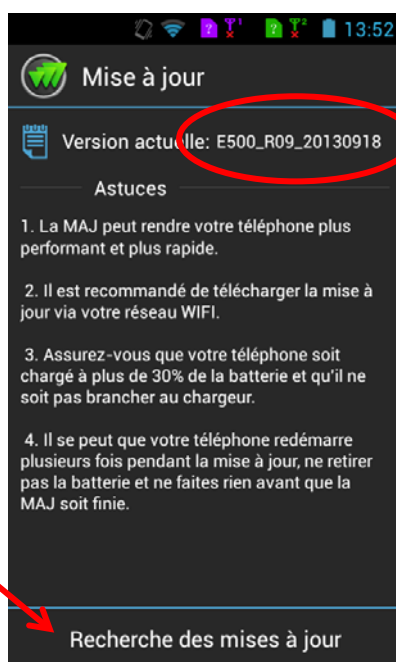 ? 1 ? 2 13:52
Mise à jour
Version actuelle: E500_R09_20130918
Astuces
1. La MAJ peut rendre votre téléphone plus
performant et plus rapide.
2. Il est recommandé de télécharger la mise à
jour via votre réseau WIFI.
3. Assurez-vous que votre téléphone soit
chargé à plus de 30% de la batterie et qu'il ne
soit pas brancher au chargeur.
4. Il se peut que votre téléphone redémarre
plusieurs fois pendant la mise à jour, ne retirer
pas la batterie et ne faites rien avant que la
MAJ soit finie.
Recherche des mises à jour